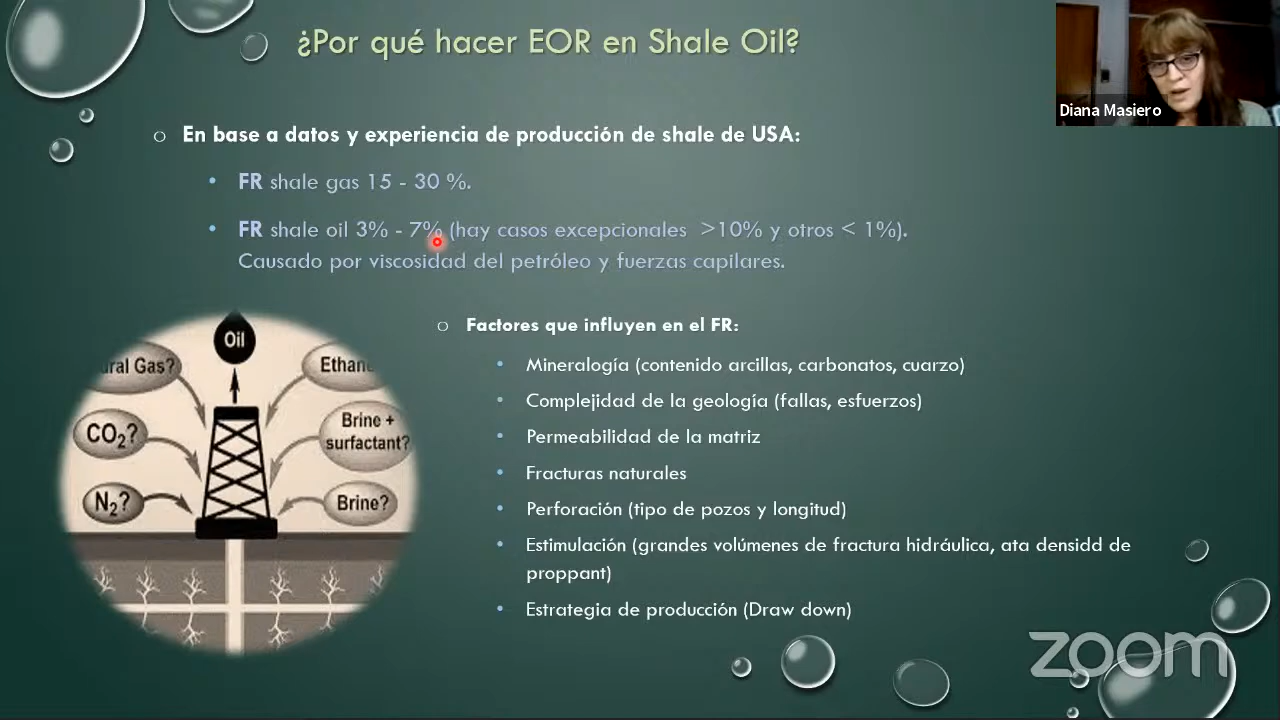 ¿Por qué hacer EOR en Shale Oil?
Diana Masiero
En base a datos y experiencia de producción de shale de USA:
FR shale gas 15 - 30 %.
FR shale oil 3% - 7% (hay casos excepcionales >10% y otros < 1%).
Causado por viscosidad del petróleo y fuerzas capilares.
Oil
ural Gas?
Ethan
CO₂?
Brine +
surfactant?
N₂?
Brine?
Factores que influyen en el FR:
Mineralogía (contenido arcillas, carbonatos, cuarzo)
Complejidad de la geología (fallas, esfuerzos)
Permeabilidad de la matriz
Fracturas naturales
Perforación (tipo de pozos y longitud)
Estimulación (grandes volúmenes de fractura hidráulica, ata densidd de
proppant)
Estrategia de producción (Draw down)
zoom